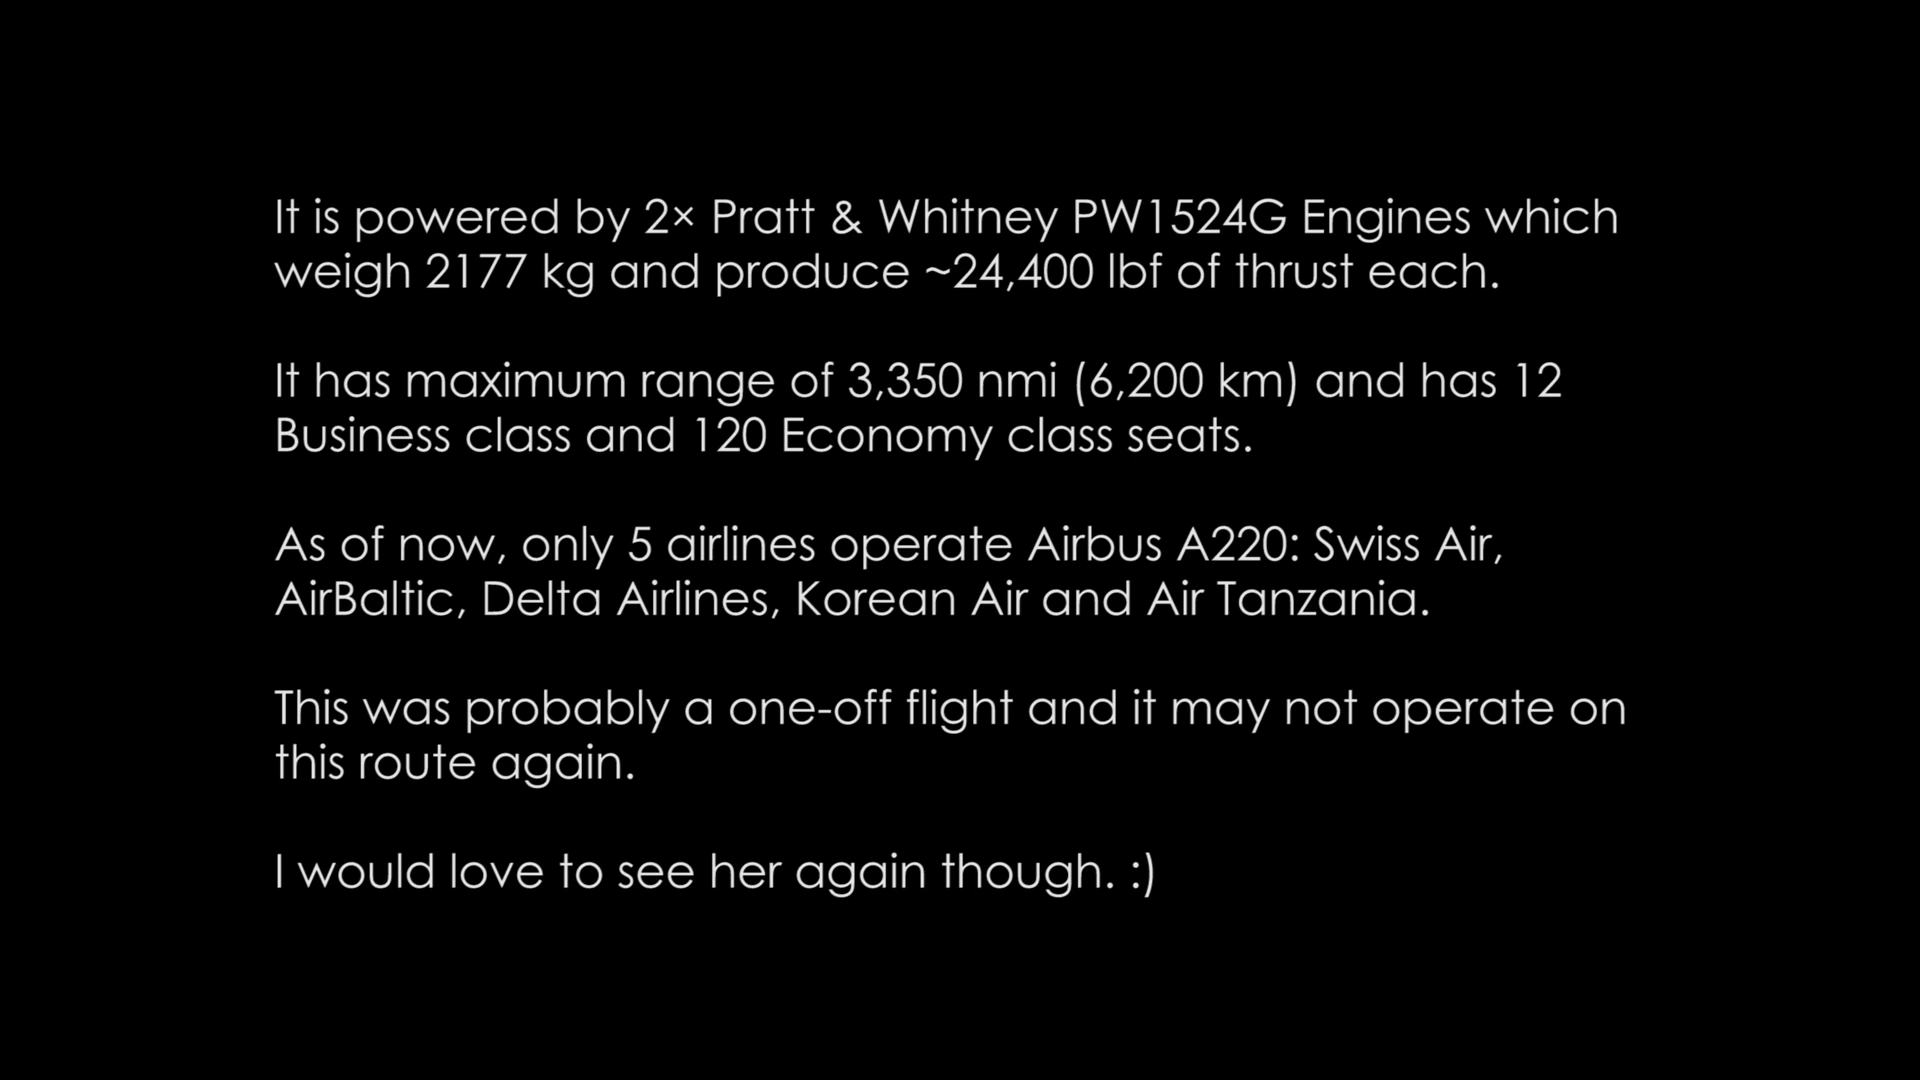 It is powered by 2× Pratt & Whitney PW1524G Engines which
weigh 2177 kg and produce ~24,400 lbf of thrust each.
It has maximum range of 3,350 nmi (6,200 km) and has 12
Business class and 120 Economy class seats.
As of now, only 5 airlines operate Airbus A220: Swiss Air,
AirBaltic, Delta Airlines, Korean Air and Air Tanzania.
This was probably a one-off flight and it may not operate on
this route again.
I would love to see her again though. :)